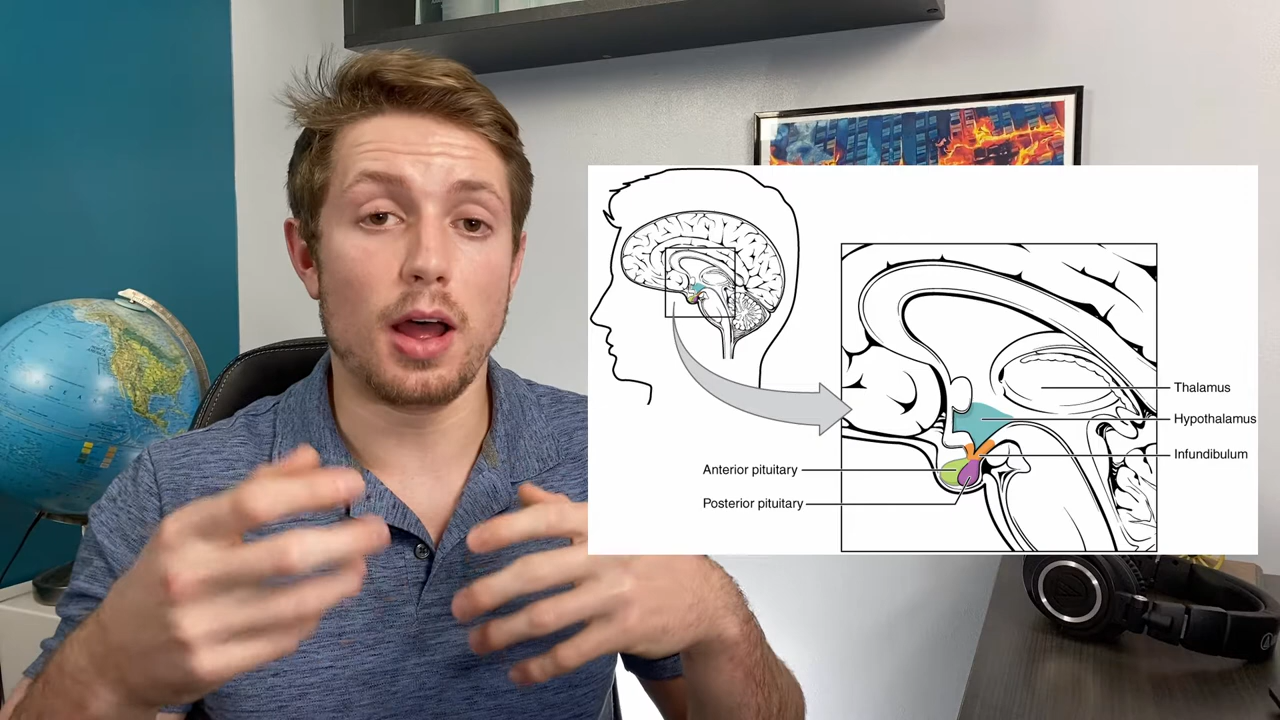 Thalamus
Hypothalamus
Infundibulum
Anterior pituitary
Posterior pituitary